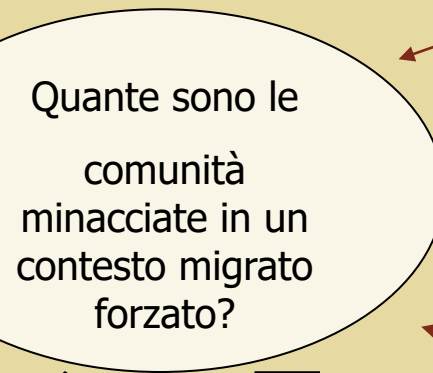 Quante sono le
comunità
minacciate in un
contesto migrato
forzato?